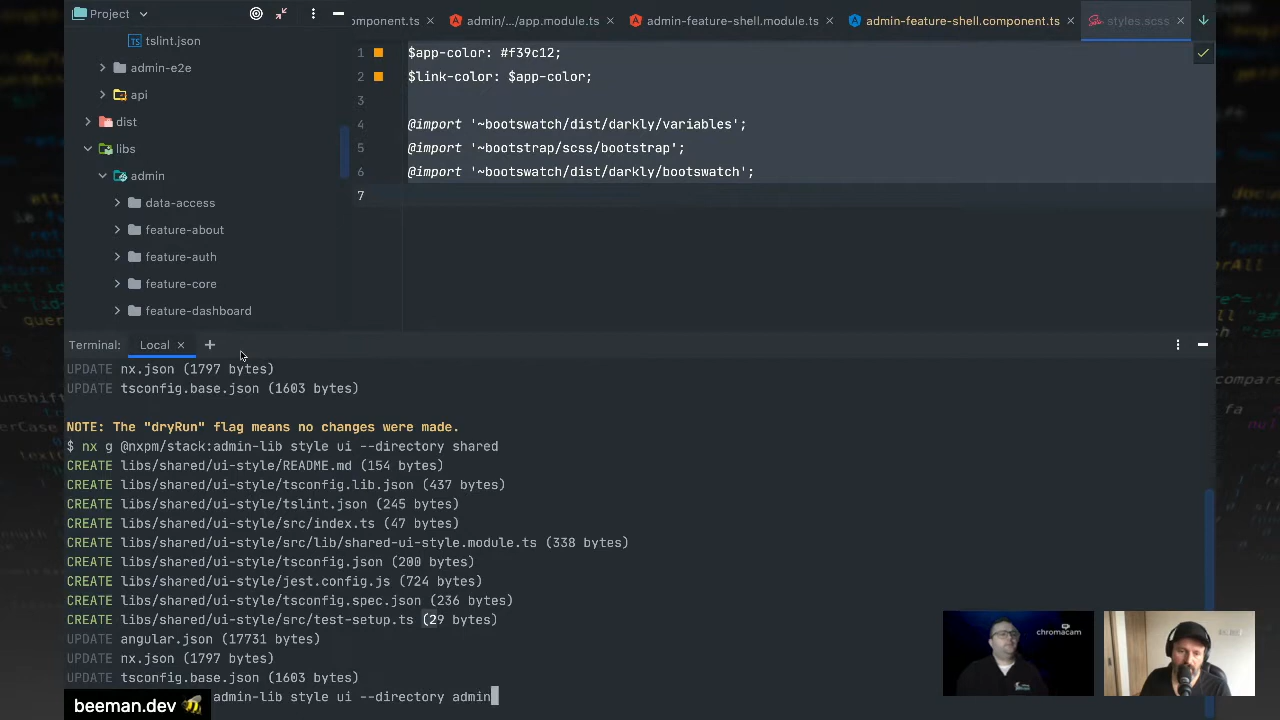 Project
omponent.ts
admin/.../app.module.ts
admin-feature-shell.module.ts
admin-feature-shell.component.ts
styles.scss
tslint.json
admin-e2e
api
dist
libs
admin
data-access
feature-about
feature-auth
feature-core
feature-dashboard
1 $app-color: #f39c12;
2 $link-color: $app-color;
3
4 @import '~bootswatch/dist/darkly/variables';
5 @import '~bootstrap/scss/bootstrap';
6 @import '~bootswatch/dist/darkly/bootswatch';
7
Terminal: Local
UPDATE nx.json (1797 bytes)
UPDATE tsconfig.base.json (1603 bytes)
NOTE: The "dryRun" flag means no changes were made.
$ nx g @nxpm/stack:admin-lib style ui --directory shared
CREATE libs/shared/ui-style/README.md (154 bytes)
CREATE libs/shared/ui-style/tsconfig.lib.json (437 bytes)
CREATE libs/shared/ui-style/tslint.json (245 bytes)
CREATE libs/shared/ui-style/src/index.ts (47 bytes)
CREATE libs/shared/ui-style/src/lib/shared-ui-style.module.ts (338 bytes)
CREATE libs/shared/ui-style/tsconfig.json (200 bytes)
CREATE libs/shared/ui-style/jest.config.js (724 bytes)
CREATE libs/shared/ui-style/tsconfig.spec.json (236 bytes)
CREATE libs/shared/ui-style/src/test-setup.ts (29 bytes)
UPDATE angular.json (17731 bytes)
UPDATE nx.json (1797 bytes)
UPDATE tsconfig.base.json (1603 bytes)
admin-lib style ui --directory admin
chromacam
beeman.dev